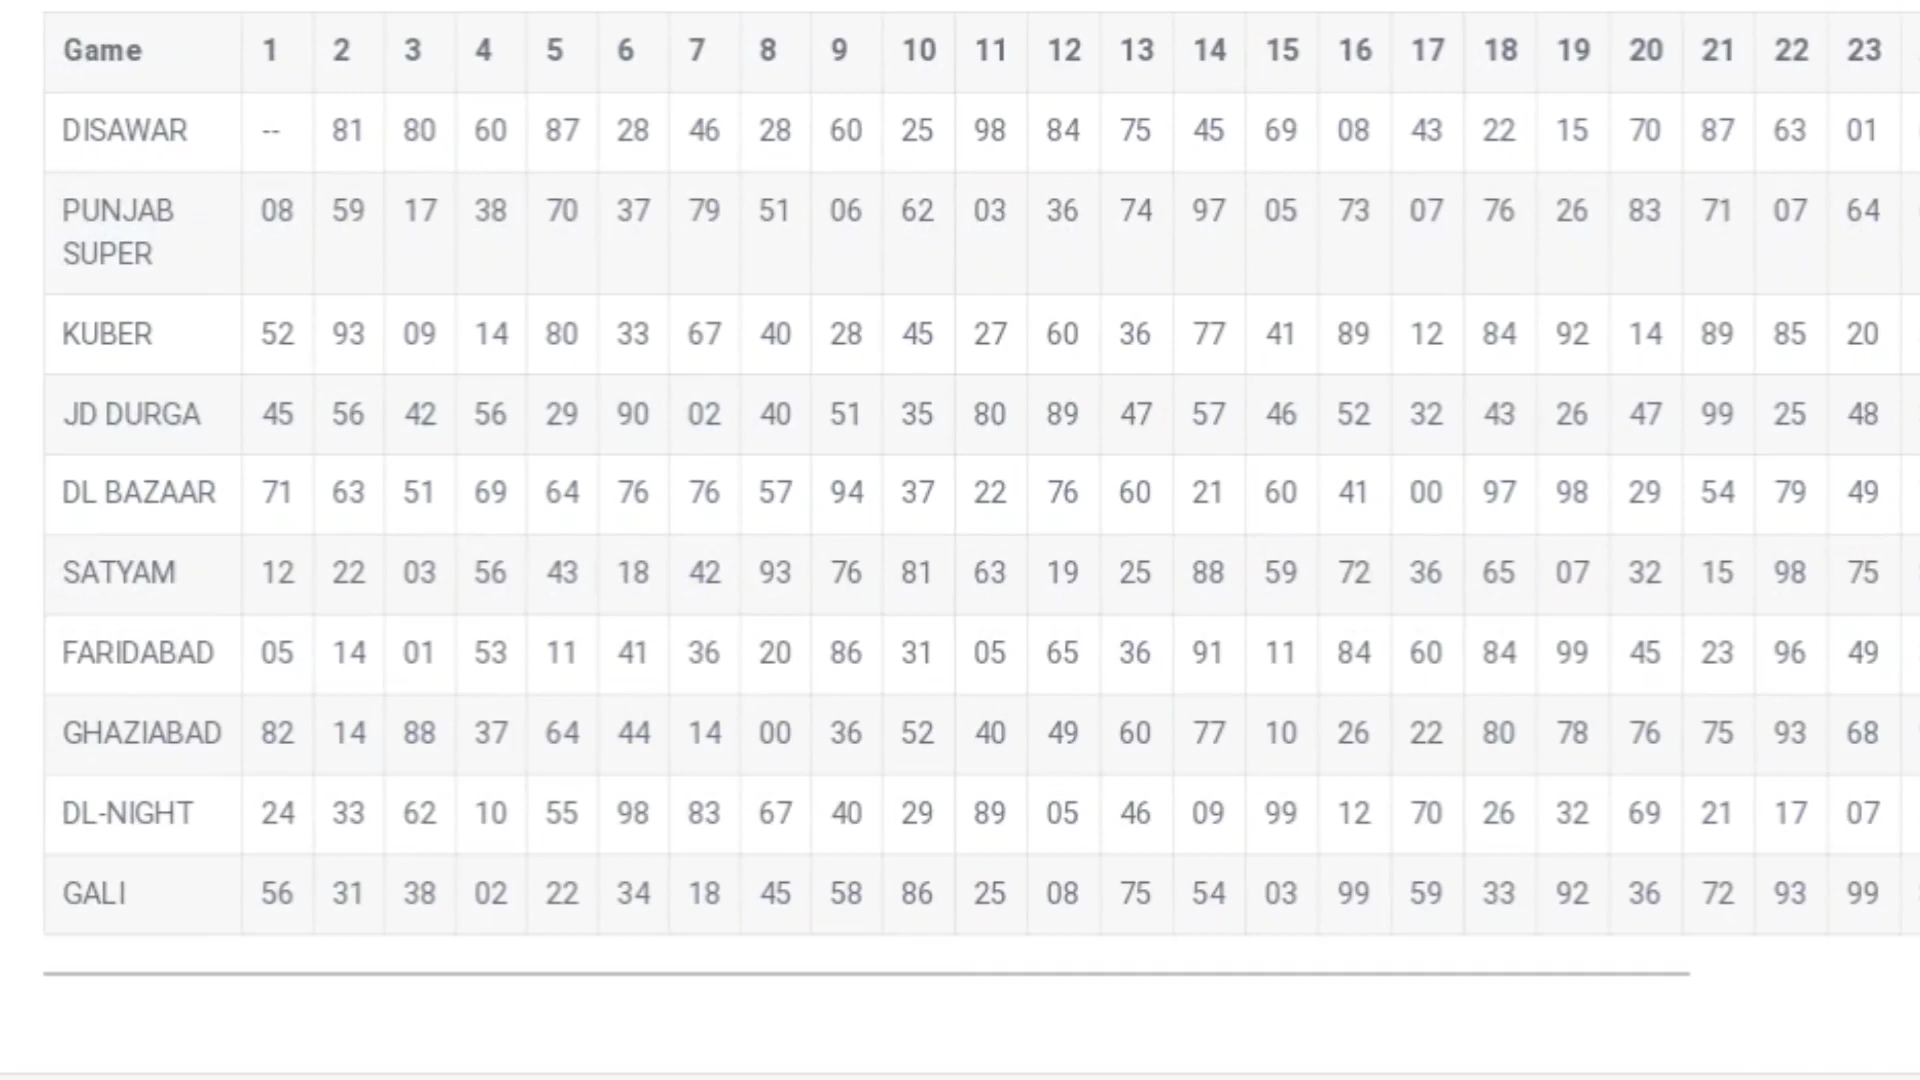 Game 1 2 3 4 5 6 7 8 9 10 11 12 13 14 15 16 17 18 19 20 21 22 23
DISAWAR -- 81 80 60 87 28 46 28 60 25 98 84 75 45 69 08 43 22 15 70 87 63 01
PUNJAB 08 59 17 38 70 37 79 51 06 62 03 36 74 97 05 73 07 76 26 83 71 07 64
SUPER
KUBER 52 93 09 14 80 33 67 40 28 45 27 60 36 77 41 89 12 84 92 14 89 85 20
JD DURGA 45 56 42 56 29 90 02 40 51 35 80 89 47 57 46 52 32 43 26 47 99 25 48
DL BAZAAR 71 63 51 69 64 76 76 57 94 37 22 76 60 21 60 41 00 97 98 29 54 79 49
SATYAM 12 22 03 56 43 18 42 93 76 81 63 19 25 88 59 72 36 65 07 32 15 98 75
FARIDABAD 05 14 01 53 11 41 36 20 86 31 05 65 36 91 11 84 60 84 99 45 23 96 49
GHAZIABAD 82 14 88 37 64 44 14 00 36 52 40 49 60 77 10 26 22 80 78 76 75 93 68
DL-NIGHT 24 33 62 10 55 98 83 67 40 29 89 05 46 09 99 12 70 26 32 69 21 17 07
GALI 56 31 38 02 22 34 18 45 58 86 25 08 75 54 03 99 59 33 92 36 72 93 99